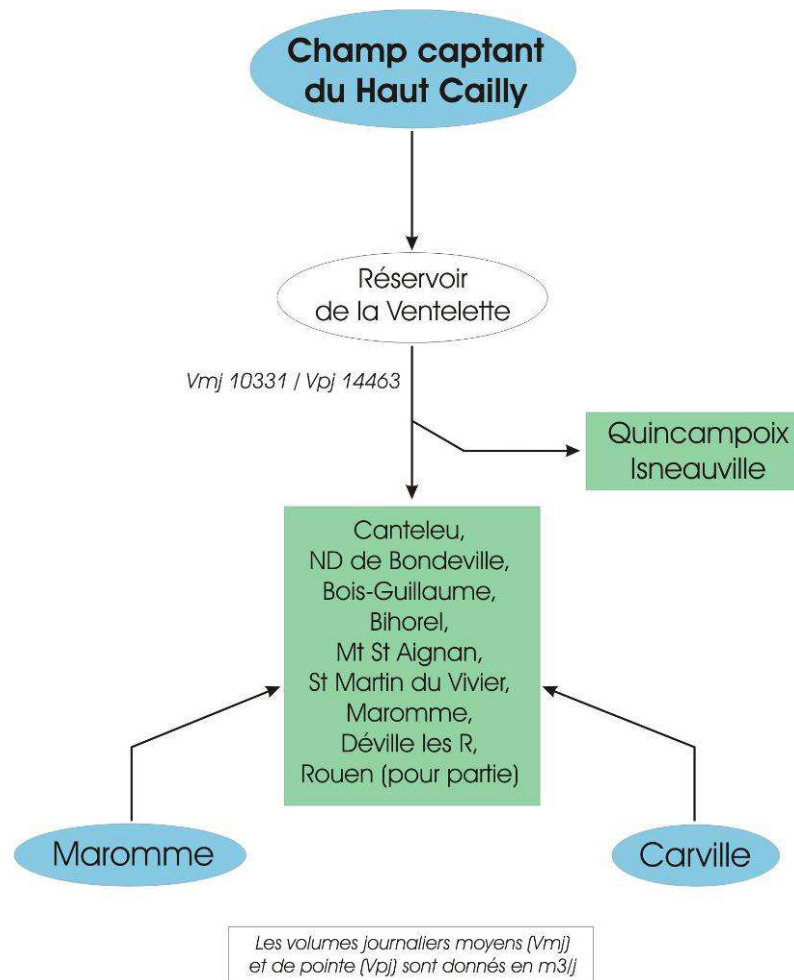 Champ captant
du Haut Cailly
Réservoir
de la Ventelette
Vmj 10331 / Vpj 14463
Quincampoix
Isneauville
Canteleu,
ND de Bondeville,
Bois-Guillaume,
Bihorel,
Mt St Aignan,
St Martin du Vivier,
Maromme,
Déville les R,
Rouen (pour partie)
Maromme
Carville
Les volumes journaliers moyens (Vmj)
et de pointe (Vpj) sont donnés en m3/j